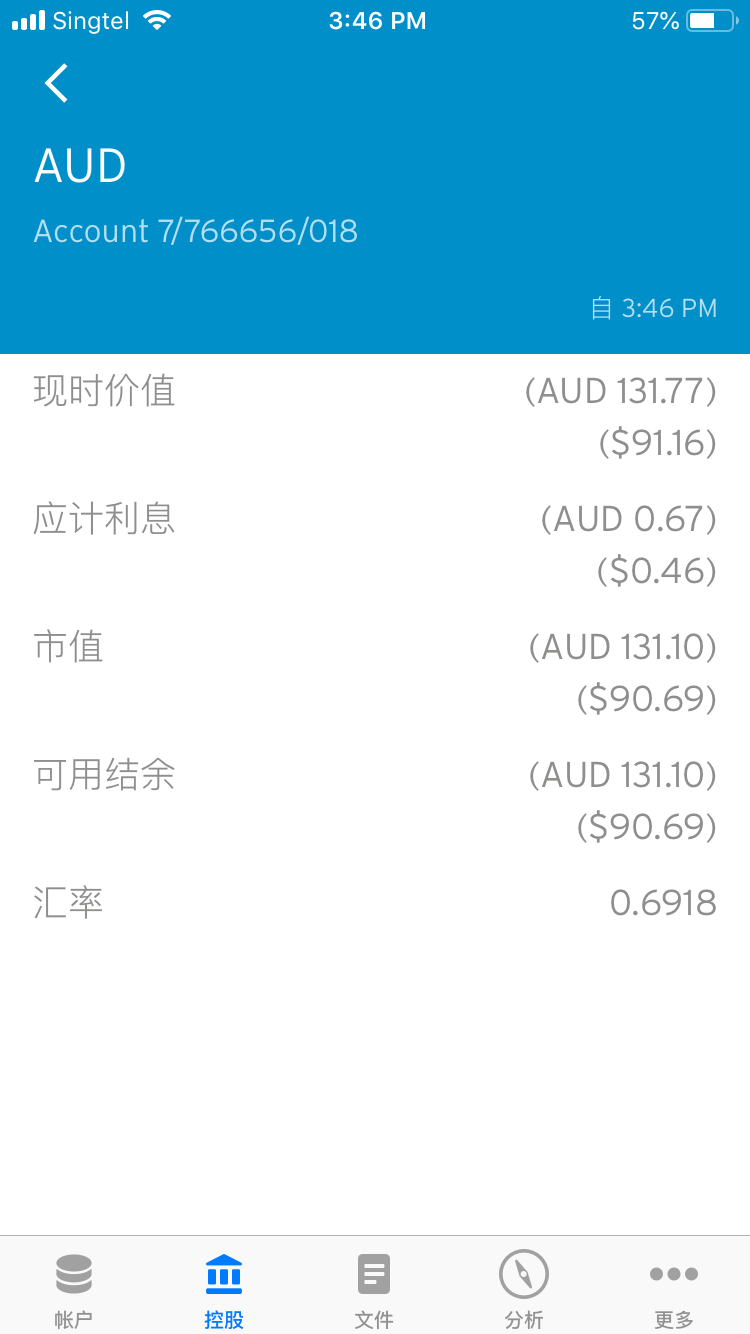 Singtel 3:46 PM 57%
AUD
Account 7/766656/018
自 3:46 PM
现时价值 (AUD 131.77)
($91.16)
应计利息 (AUD 0.67)
($0.46)
市值 (AUD 131.10)
($90.69)
可用结余 (AUD 131.10)
($90.69)
汇率 0.6918
帐户 控股 文件 分析 更多